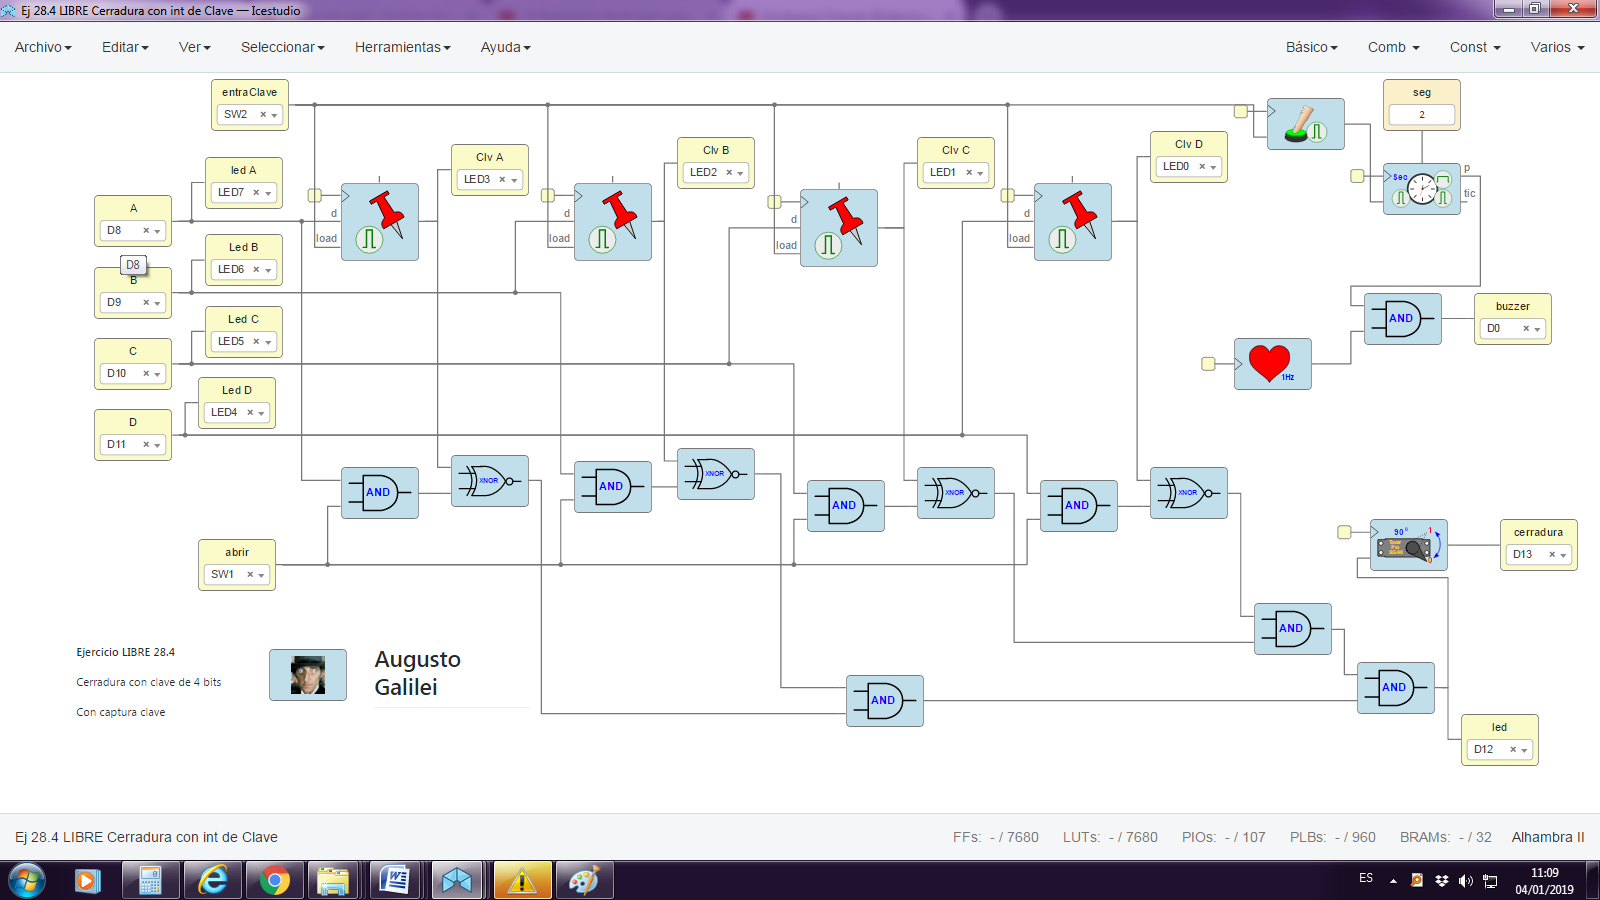 Ej 28.4 LIBRE Cerradura con int de Clave — Icestudio
Archivo Editar Ver Seleccionar Herramientas Ayuda Básico Comb Const Varios
entraClave
SW2
seg
2
led A
LED7
Clv A
LED3
Clv B
LED2
Clv C
LED1
Clv D
LED0
A
D8
d
load
d
load
d
load
d
load
Sec
p
tic
Led B
LED6
D8
B
D9
Led C
LED5
C
D10
Led D
LED4
D
D11
AND
buzzer
D0
1Hz
AND
XNOR
AND
XNOR
AND
XNOR
AND
XNOR
abrir
SW1
90°
1
0
cerradura
D13
AND
AND
AND
led
D12
Ejercicio LIBRE 28.4
Cerradura con clave de 4 bits
Con captura clave
Augusto
Galilei
Ej 28.4 LIBRE Cerradura con int de Clave
FFs: - / 7680 LUTs: - / 7680 PIOs: - / 107 PLBs: - / 960 BRAMs: - / 32 Alhambra II
ES
11:09
04/01/2019